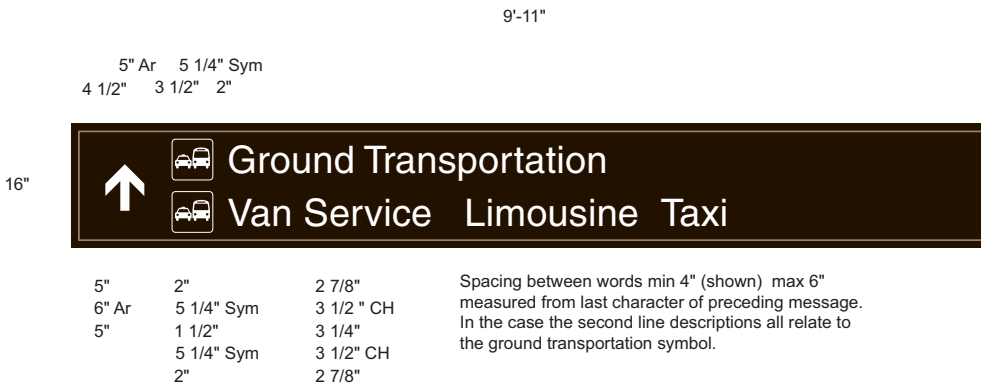 9'-11"
5" Ar 5 1/4" Sym
4 1/2" 3 1/2" 2"
16"
Ground Transportation
Van Service Limousine Taxi
5" 2" 2 7/8"
6" Ar 5 1/4" Sym 3 1/2 " CH
5" 1 1/2" 3 1/4"
5 1/4" Sym 3 1/2" CH
2" 2 7/8"
Spacing between words min 4" (shown) max 6"
measured from last character of preceding message.
In the case the second line descriptions all relate to
the ground transportation symbol.